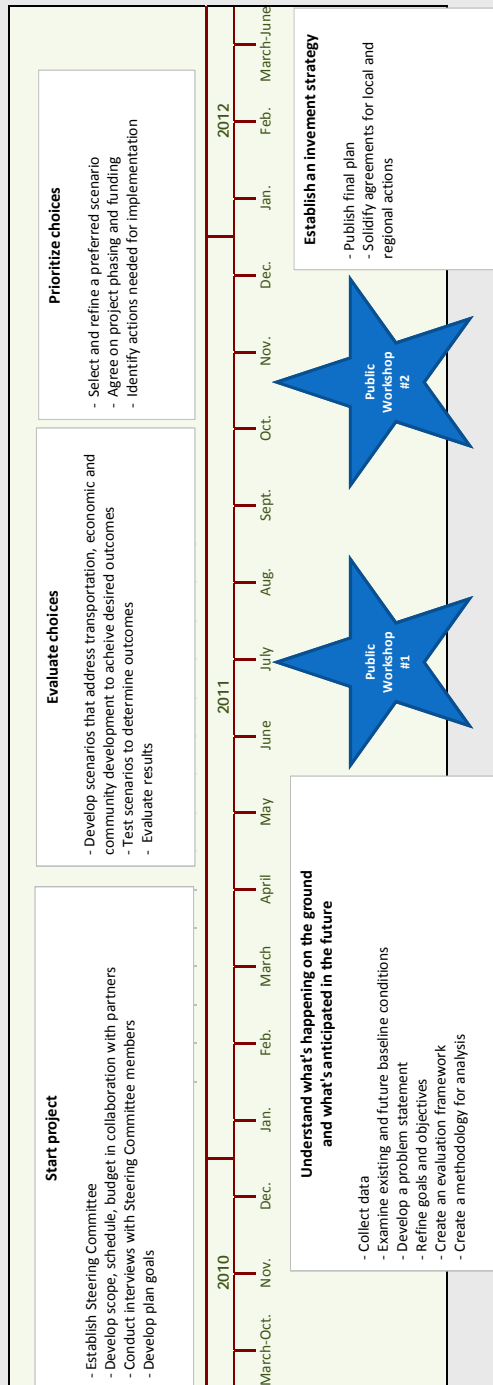 Start project
- Establish Steering Committee
- Develop scope, schedule, budget in collaboration with partners
- Conduct interviews with Steering Committee members
- Develop plan goals
Evaluate choices
- Develop scenarios that address transportation, economic and
community development to acheive desired outcomes
- Test scenarios to determine outcomes
- Evaluate results
Prioritize choices
- Select and refine a preferred scenario
- Agree on project phasing and funding
- Identify actions needed for implementation
2010
2011
2012
March-Oct.
Nov.
Dec.
Jan.
Feb.
March
April
May
June
July
Aug.
Sept.
Oct.
Nov.
Dec.
Jan.
Feb.
March-June
Understand what's happening on the ground
and what's anticipated in the future
- Collect data
- Examine existing and future baseline conditions
- Develop a problem statement
- Refine goals and objectives
- Create an evaluation framework
- Create a methodology for analysis
Public
Workshop
#1
Public
Workshop
#2
Establish an invement strategy
- Publish final plan
- Solidify agreements for local and
regional actions